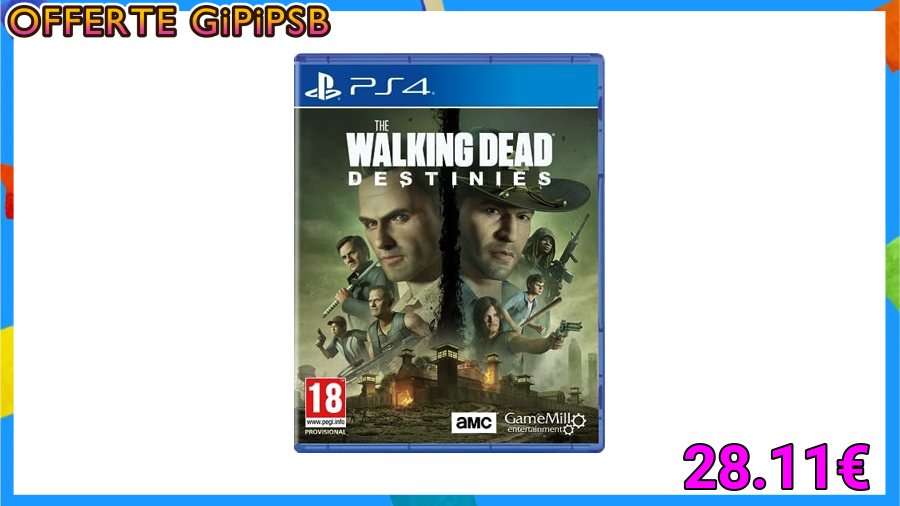 OFFERTE GiPiPSB
PS4
THE
WALKING DEAD
DESTINIES
18
www.pegi.info
PROVISIONAL
aMC
GameMill
entertainment
28.11€